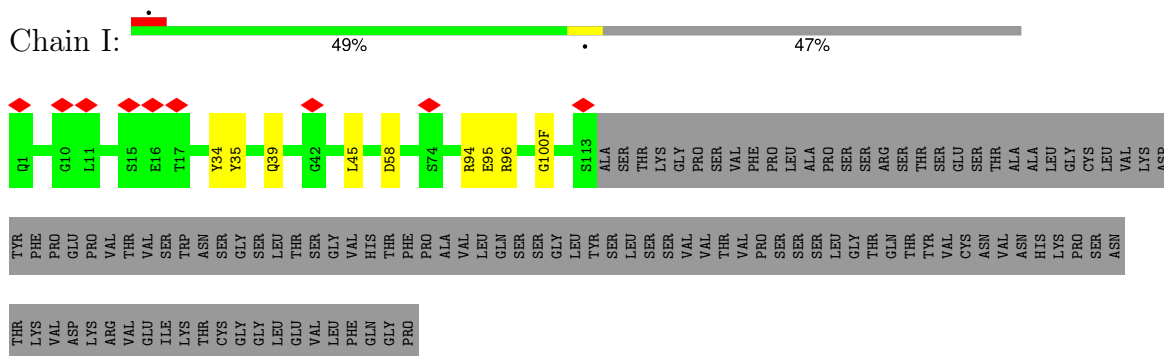 Chain I:
49% 47%
Q1 G10 L11 S15 E16 T17 Y34 Y35 Q39 G42 L45 D58 S74 R94 E95 R96 G100F S113 ALA SER THR LYS GLY PRO SER VAL PHE PRO LEU ALA PRO SER SER ARG SER THR SER GLU SER THR ALA ALA LEU GLY CYS LEU VAL LYS ASP
TYR PHE PRO GLU PRO VAL THR VAL SER TRP ASN SER GLY SER LEU THR SER GLY VAL HIS THR PHE PRO ALA VAL LEU GLN SER SER GLY LEU TYR SER LEU SER SER VAL VAL THR VAL PRO SER SER SER LEU GLY THR GLN THR TYR VAL CYS ASN VAL ASN HIS LYS PRO SER ASN
THR LYS VAL ASP LYS ARG VAL GLU ILE LYS THR CYS GLY GLY LEU GLU VAL LEU PHE GLN GLY PRO